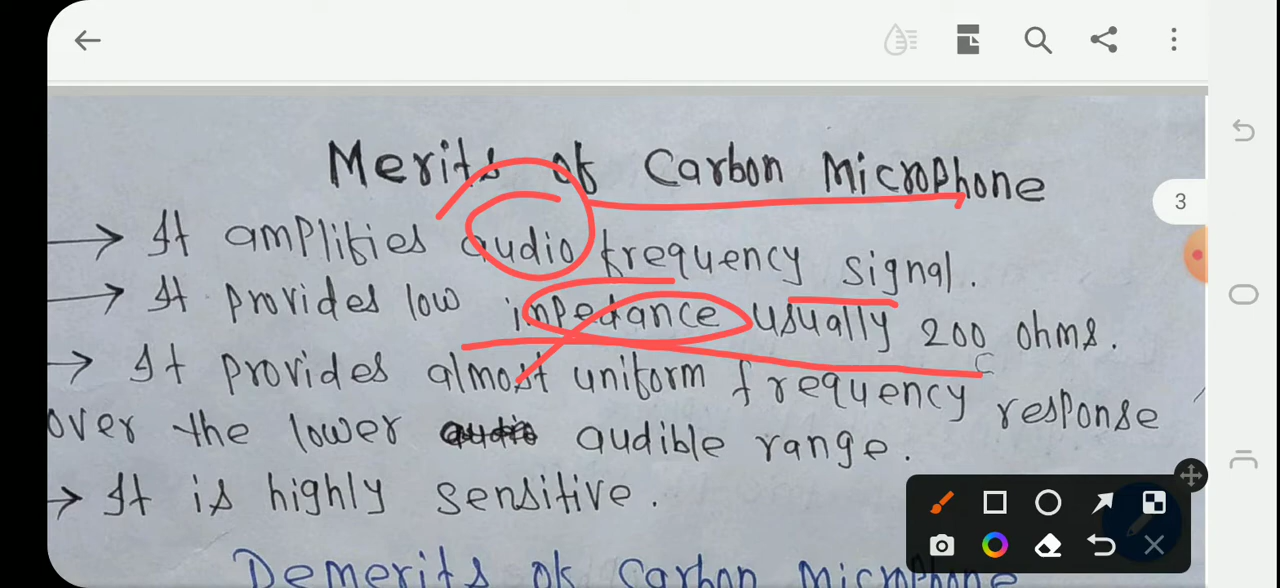 Merits of Carbon Microphone
3
→ It amplifies audio frequency signal.
→ It provides low impedance usually 200 ohms.
→ It provides almost uniform frequency response
over the lower audible range.
→ It is highly sensitive.
Demerits of Carbon Microphone